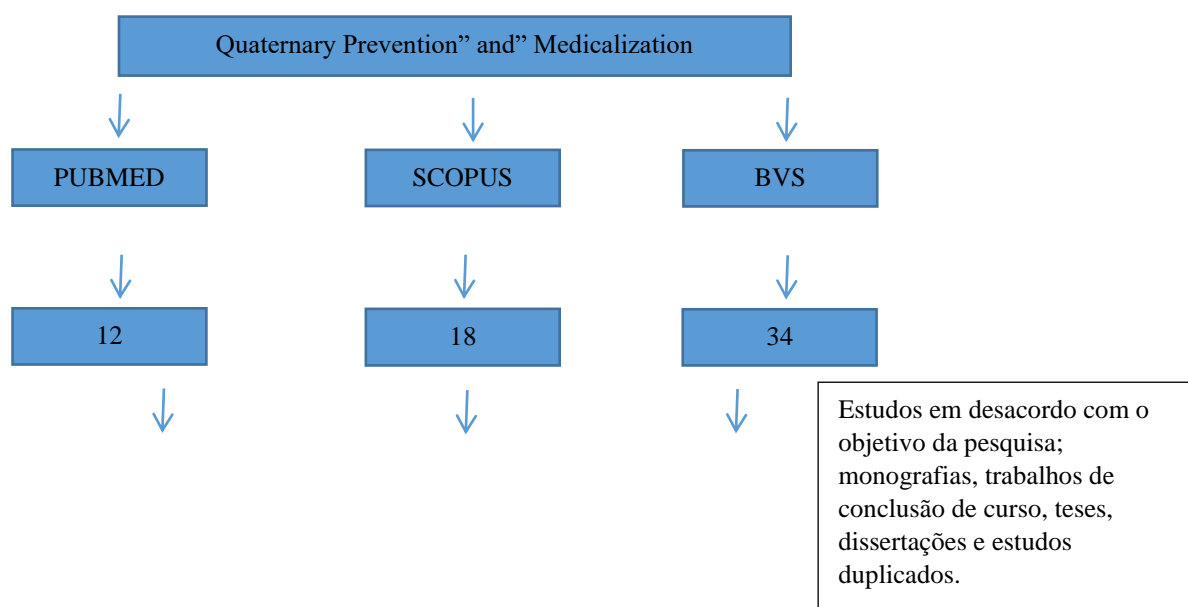 Quaternary Prevention” and” Medicalization
PUBMED
SCOPUS
BVS
12
18
34
Estudos em desacordo com o
objetivo da pesquisa;
monografias, trabalhos de
conclusão de curso, teses,
dissertações e estudos
duplicados.